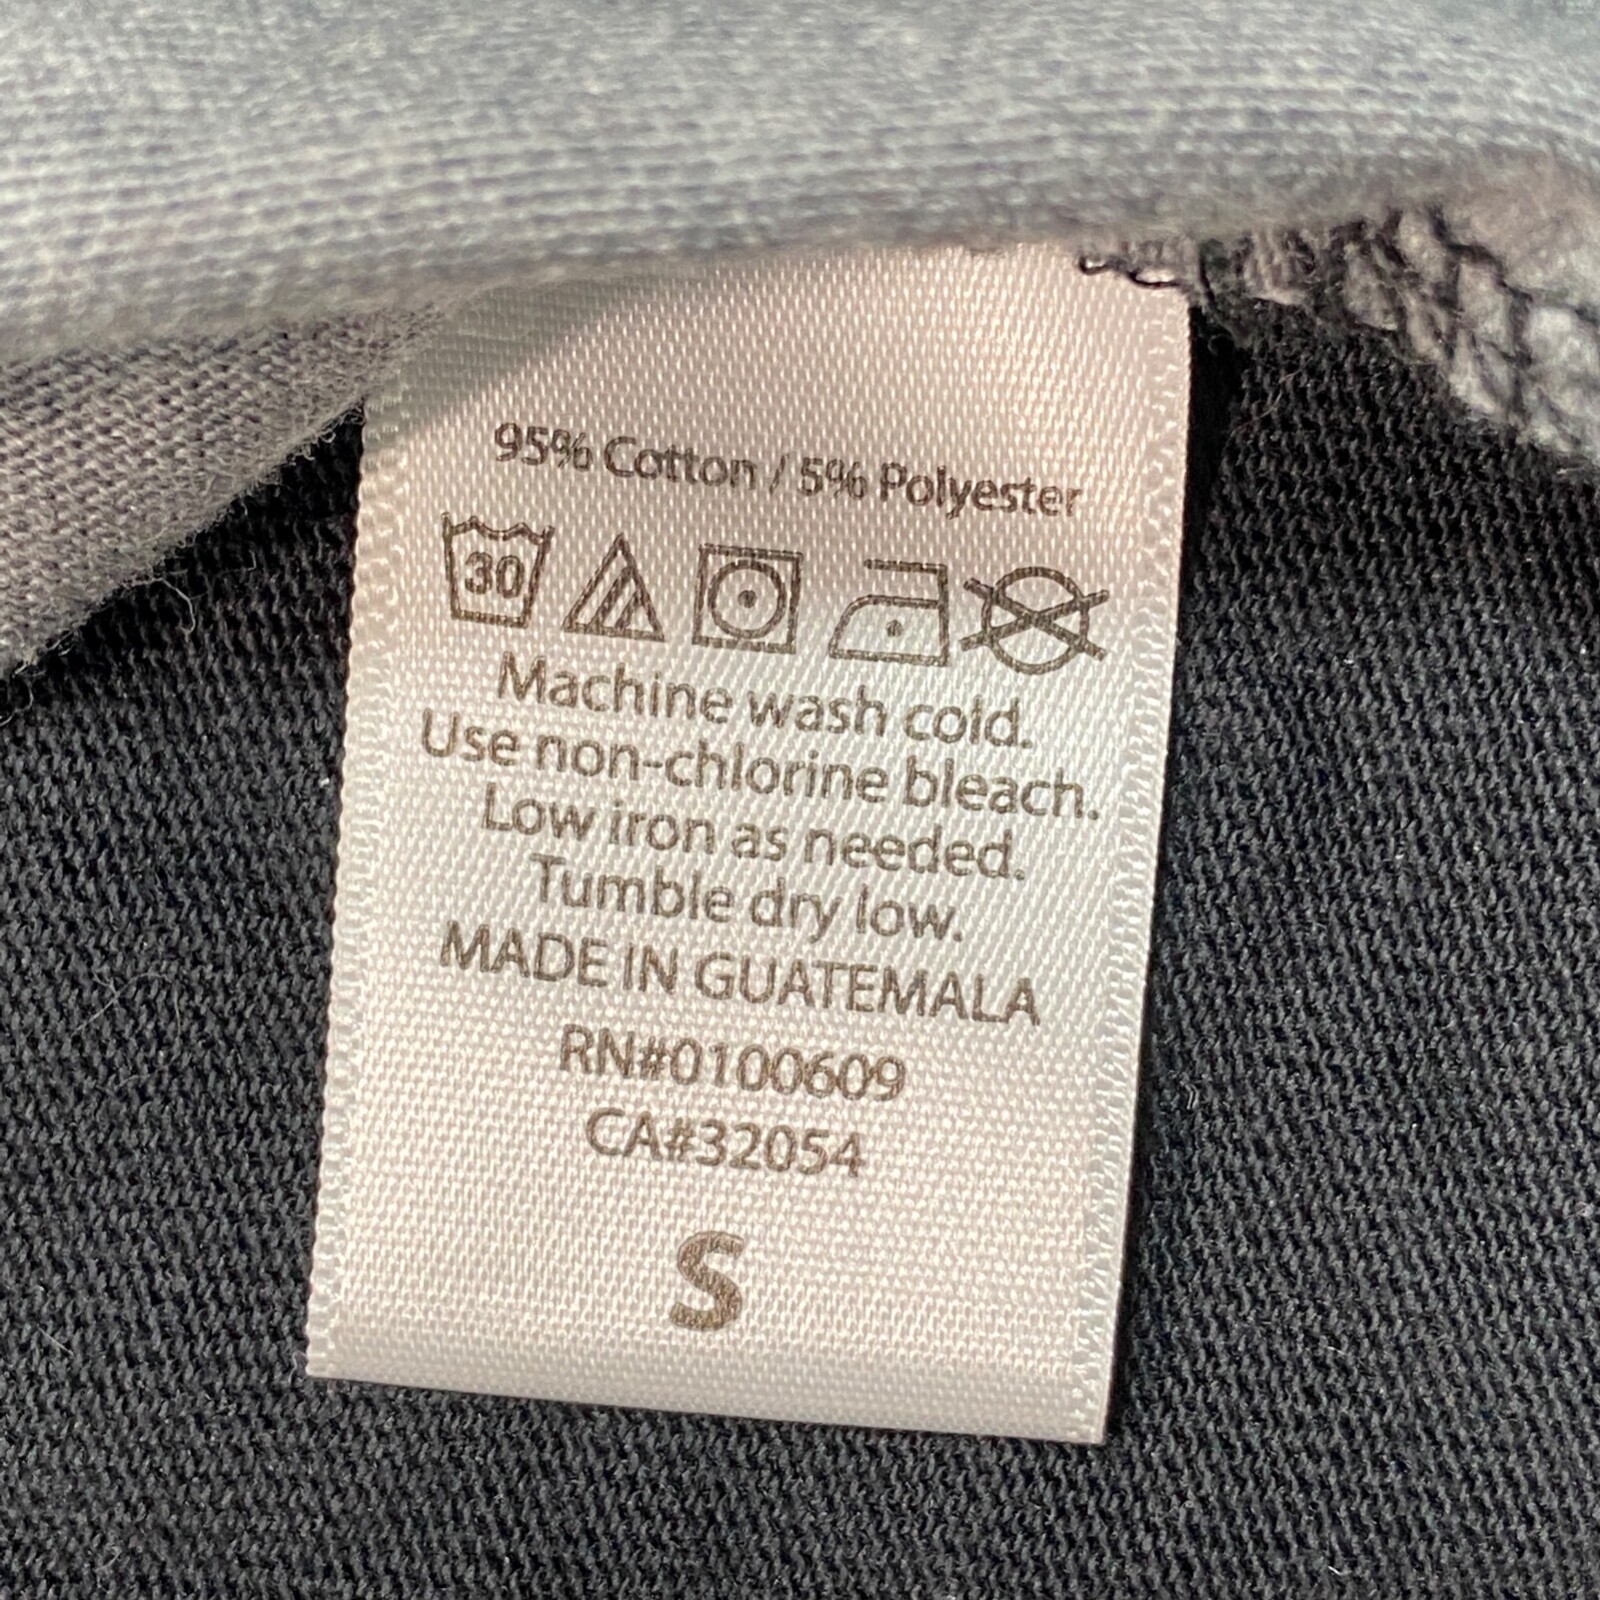 95% Cotton / 5% Polyester
30
Machine wash cold.
Use non-chlorine bleach.
Low iron as needed.
Tumble dry low.
MADE IN GUATEMALA
RN#0100609
CA#32054
S